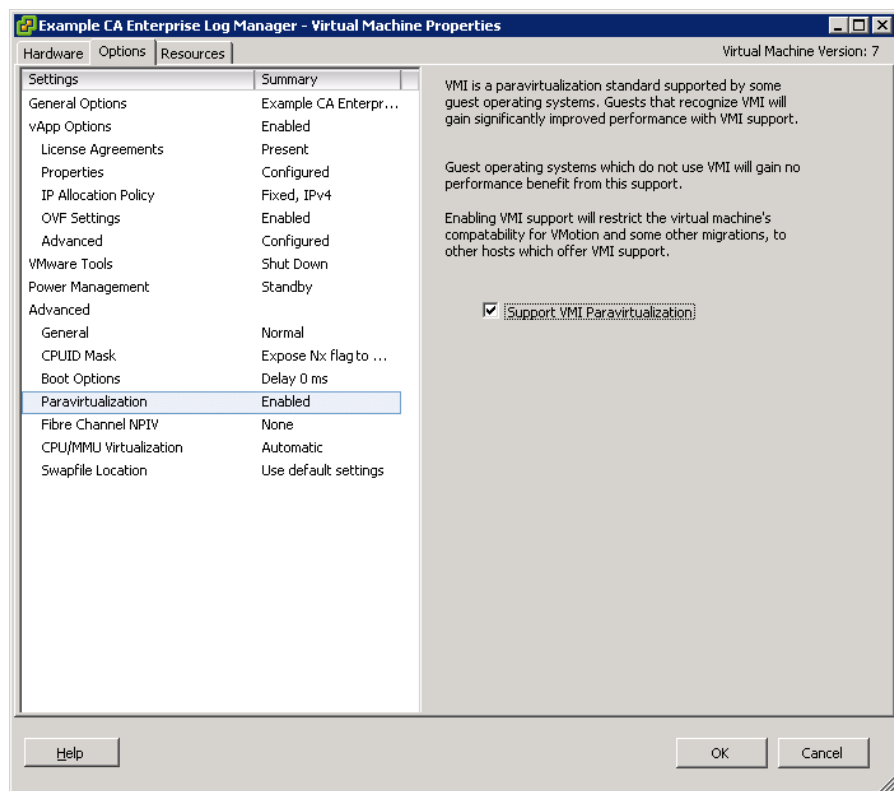 Example CA Enterprise Log Manager - Virtual Machine Properties
Hardware Options Resources Virtual Machine Version: 7
Settings Summary
General Options Example CA Enterpr...
vApp Options Enabled
License Agreements Present
Properties Configured
IP Allocation Policy Fixed, IPv4
OVF Settings Enabled
Advanced Configured
VMware Tools Shut Down
Power Management Standby
Advanced
General Normal
CPUID Mask Expose Nx flag to ...
Boot Options Delay 0 ms
Paravirtualization Enabled
Fibre Channel NPIV None
CPU/MMU Virtualization Automatic
Swapfile Location Use default settings
VMI is a paravirtualization standard supported by some
guest operating systems. Guests that recognize VMI will
gain significantly improved performance with VMI support.
Guest operating systems which do not use VMI will gain no
performance benefit from this support.
Enabling VMI support will restrict the virtual machine's
compatability for VMotion and some other migrations, to
other hosts which offer VMI support.
Support VMI Paravirtualization
Help OK Cancel